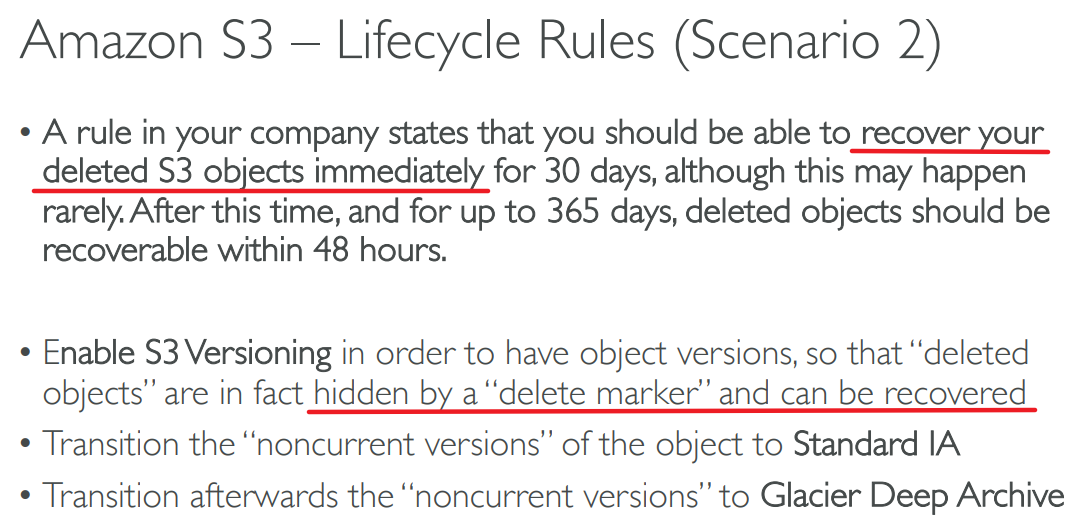 Amazon S3 – Lifecycle Rules (Scenario 2)
• A rule in your company states that you should be able to recover your
deleted S3 objects immediately for 30 days, although this may happen
rarely. After this time, and for up to 365 days, deleted objects should be
recoverable within 48 hours.
• Enable S3 Versioning in order to have object versions, so that “deleted
objects” are in fact hidden by a “delete marker” and can be recovered
• Transition the “noncurrent versions” of the object to Standard IA
• Transition afterwards the “noncurrent versions” to Glacier Deep Archive